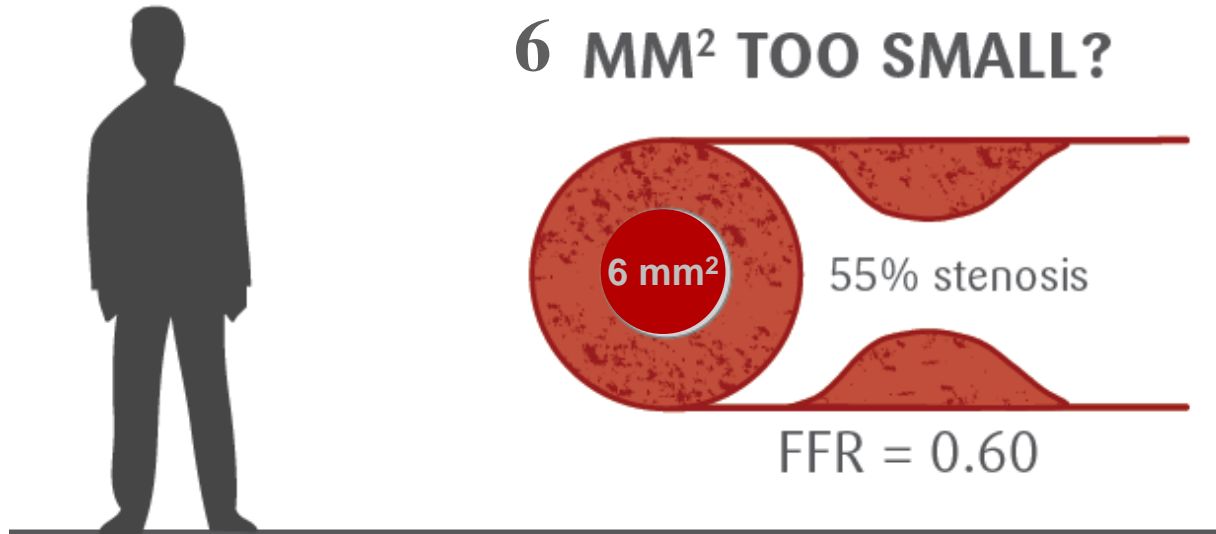 6 MM² TOO SMALL?
6 mm²
55% stenosis
FFR = 0.60